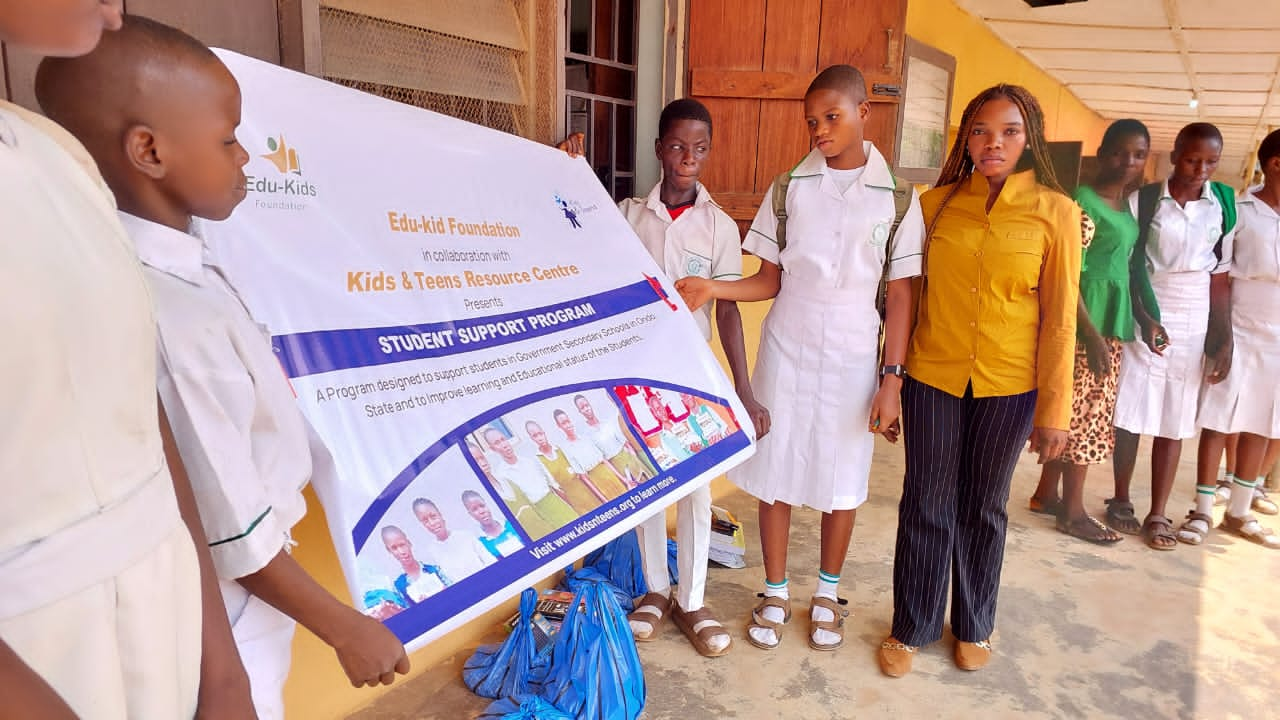 Edu-Kids
Foundation
Edu-kid Foundation
in collaboration with
Kids & Teens Resource Centre
Presents
STUDENT SUPPORT PROGRAM
A Program designed to support students in Government Secondary Schools in Ondo
State and to improve learning and Educational status of the Students.
Visit www.kidsnteens.org to learn more.